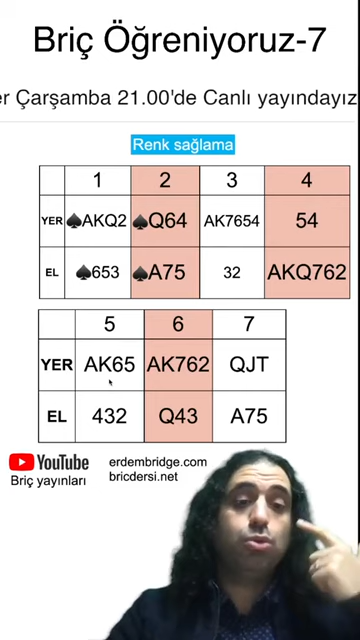 Briç Öğreniyoruz-7
er Çarşamba 21.00'de Canlı yayındayız
Renk sağlama
1 2 3 4
YER ♠AKQ2 ♠Q64 AK7654 54
EL ♠653 ♠A75 32 AKQ762
5 6 7
YER AK65 AK762 QJT
EL 432 Q43 A75
YouTube erdembridge.com
Briç yayınları bricdersi.net